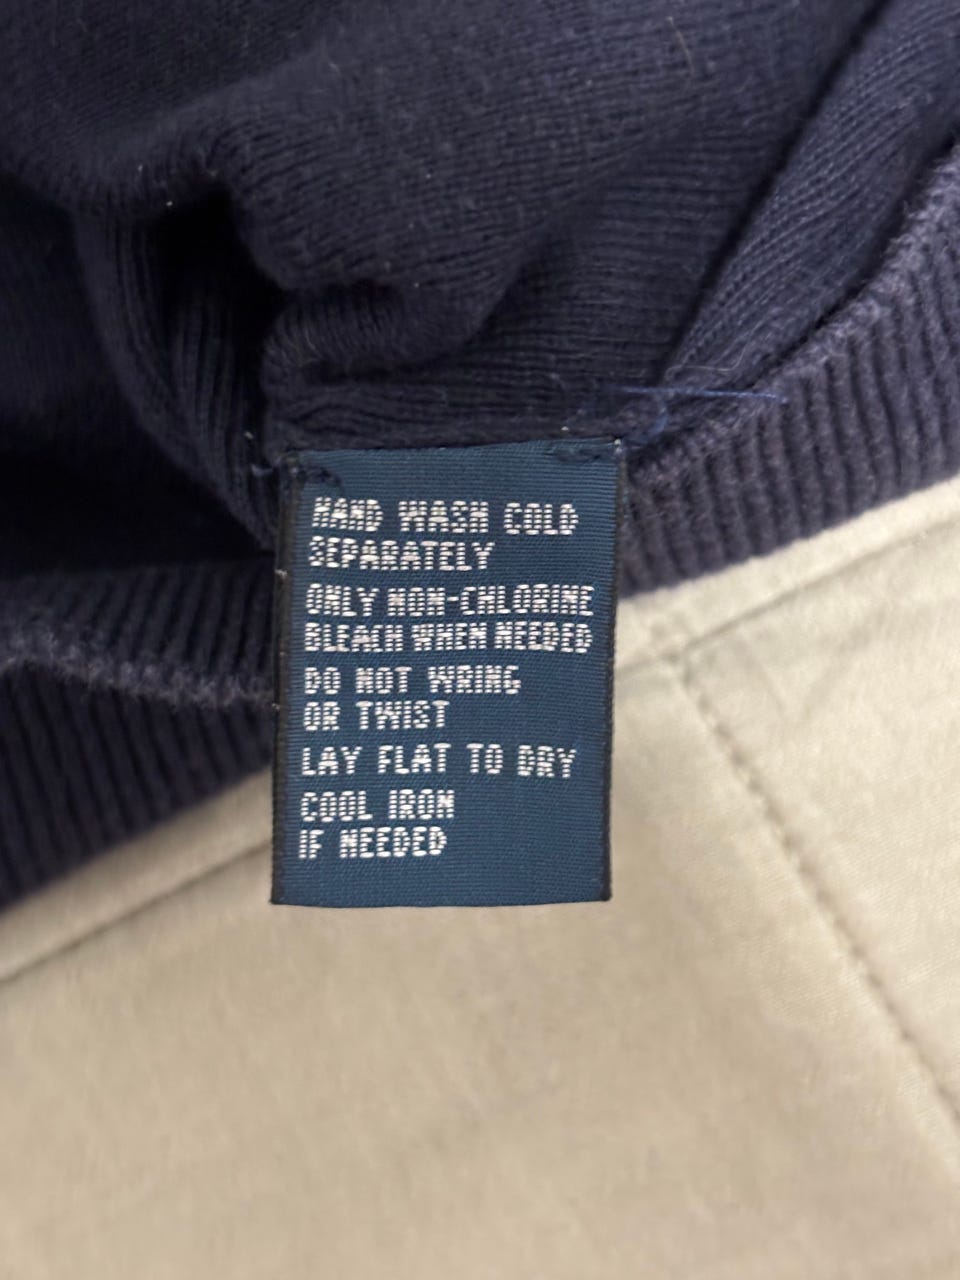 HAND WASH COLD
SEPARATELY
ONLY NON-CHLORINE
BLEACH WHEN NEEDED
DO NOT WRING
OR TWIST
LAY FLAT TO DRY
COOL IRON
IF NEEDED